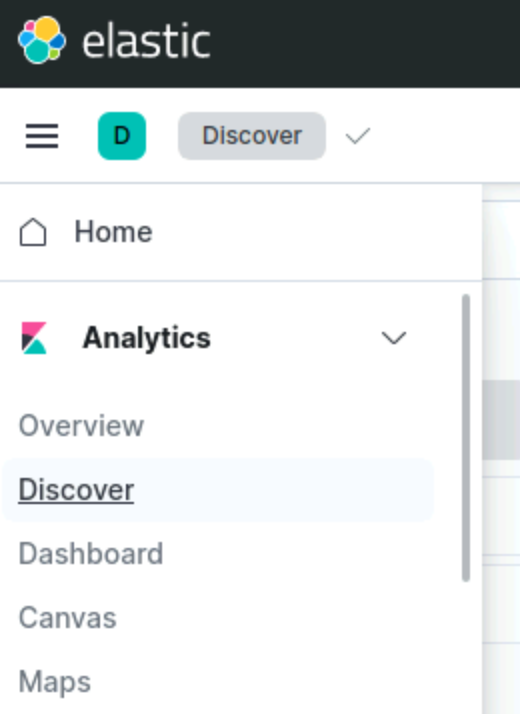 elastic
D Discover
Home
Analytics
Overview
Discover
Dashboard
Canvas
Maps